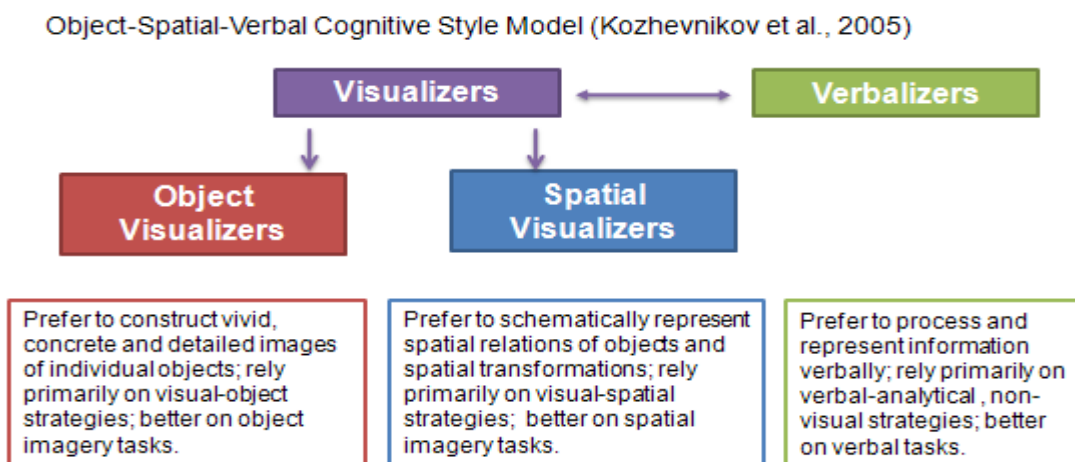 Object-Spatial-Verbal Cognitive Style Model (Kozhevnikov et al., 2005)
Visualizers
Verbalizers
Object
Visualizers
Spatial
Visualizers
Prefer to construct vivid,
concrete and detailed images
of individual objects; rely
primarily on visual-object
strategies; better on object
imagery tasks.
Prefer to schematically represent
spatial relations of objects and
spatial transformations; rely
primarily on visual-spatial
strategies;  better on spatial
imagery tasks.
Prefer to process and
represent information
verbally; rely primarily on
verbal-analytical , non-
visual strategies; better
on verbal tasks.